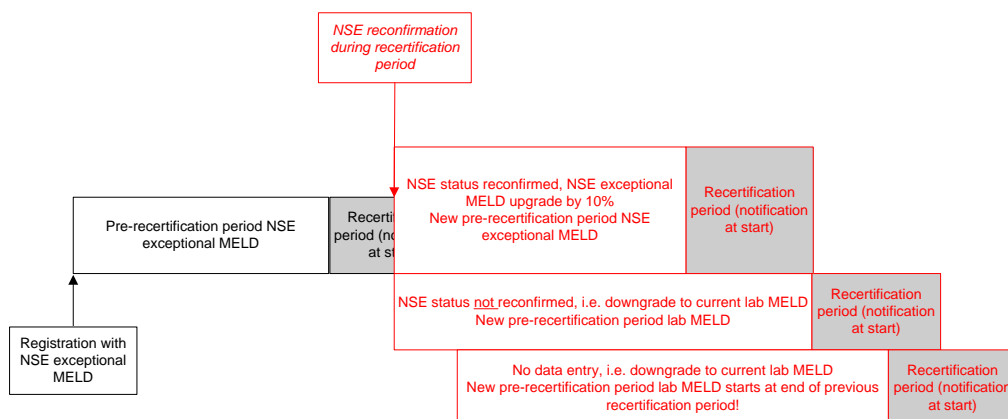 NSE reconfirmation
during recertification
period
NSE status reconfirmed, NSE exceptional
MELD upgrade by 10%
New pre-recertification period NSE
exceptional MELD
Recertification
period (notification
at start)
Pre-recertification period NSE
exceptional MELD
Recertif
period (no
at st
NSE status not reconfirmed, i.e. downgrade to current lab MELD
New pre-recertification period lab MELD
Recertification
period (notification
at start)
Registration with
NSE exceptional
MELD
No data entry, i.e. downgrade to current lab MELD
New pre-recertification period lab MELD starts at end of previous
recertification period!
Recertification
period (notification
at start)